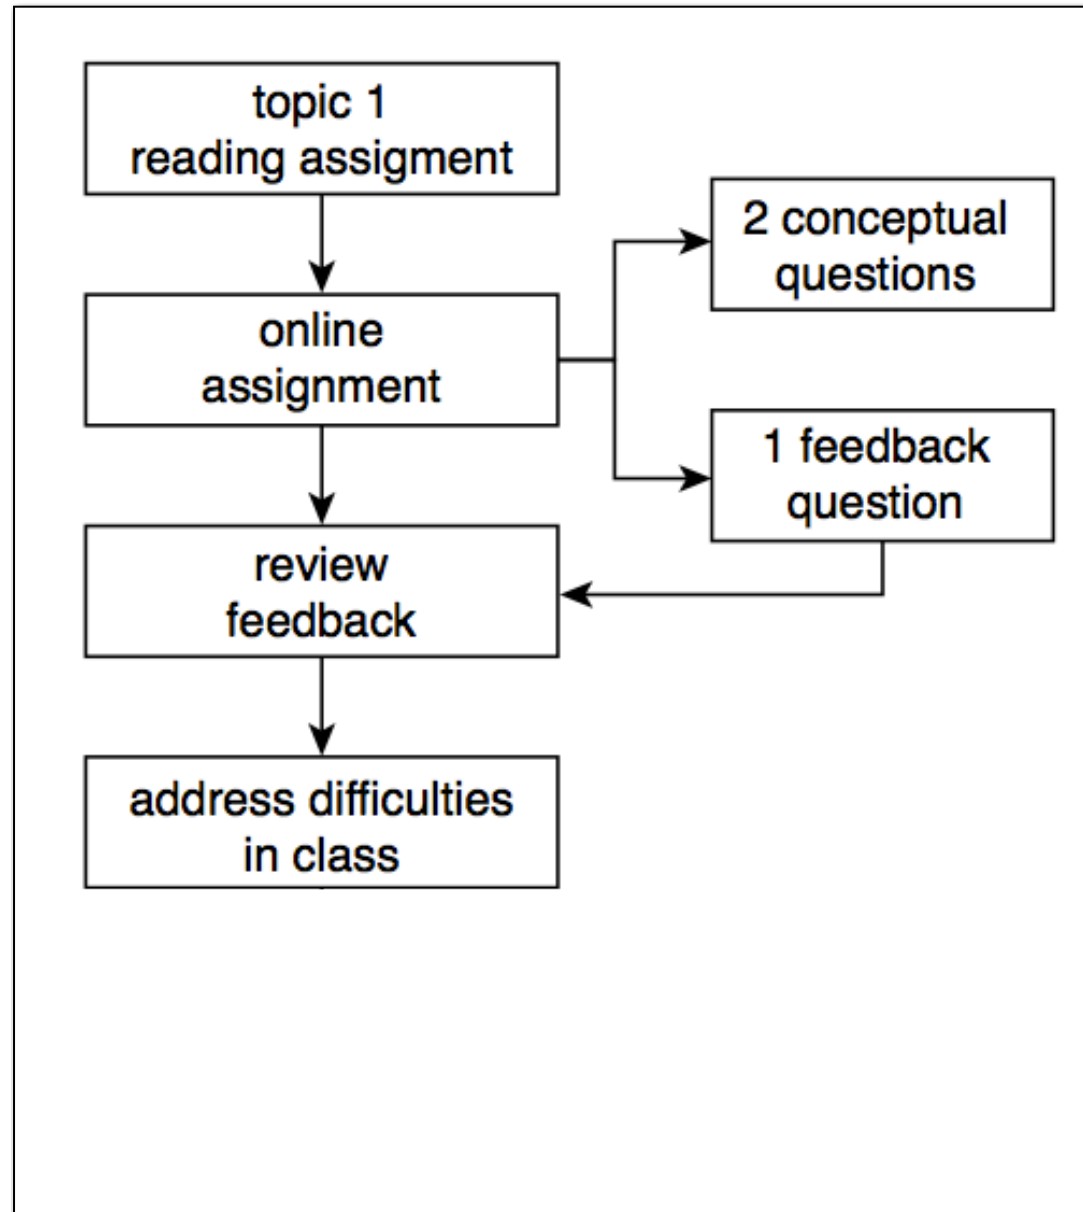 topic 1
reading assigment
online
assignment
2 conceptual
questions
1 feedback
question
review
feedback
address difficulties
in class